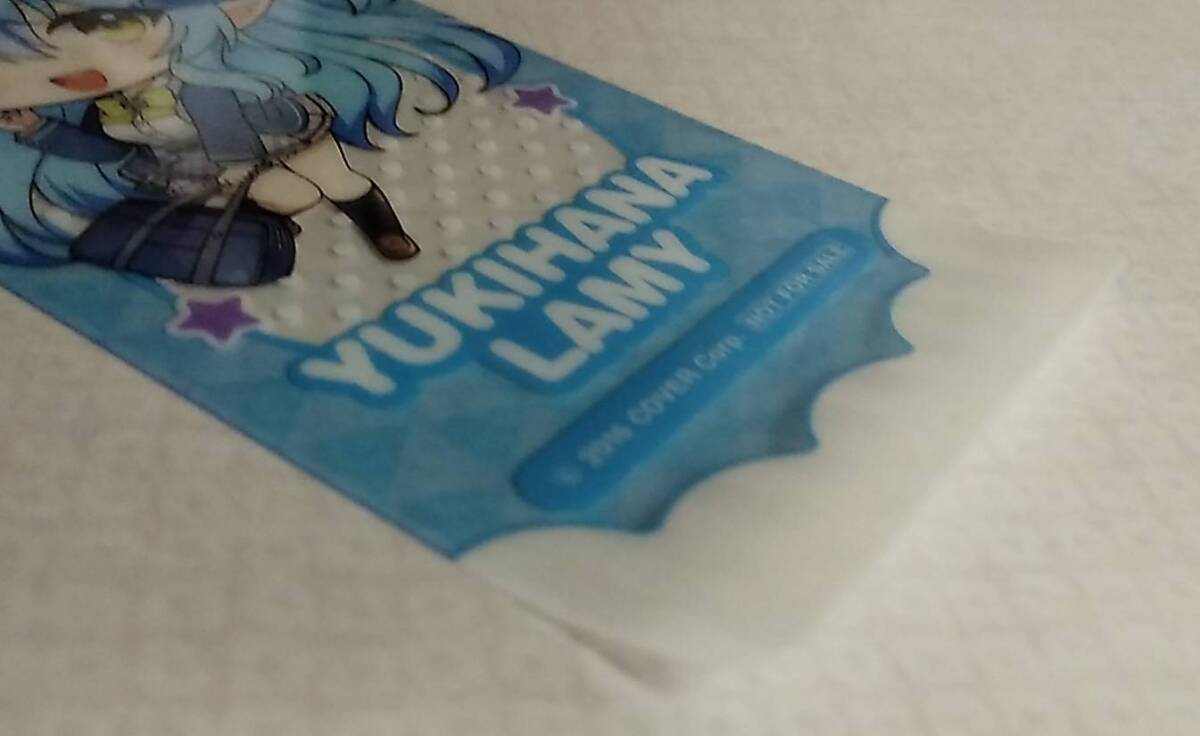 YUKIHANA
LAMY
© 2016 COVER Corp. NOT FOR SALE